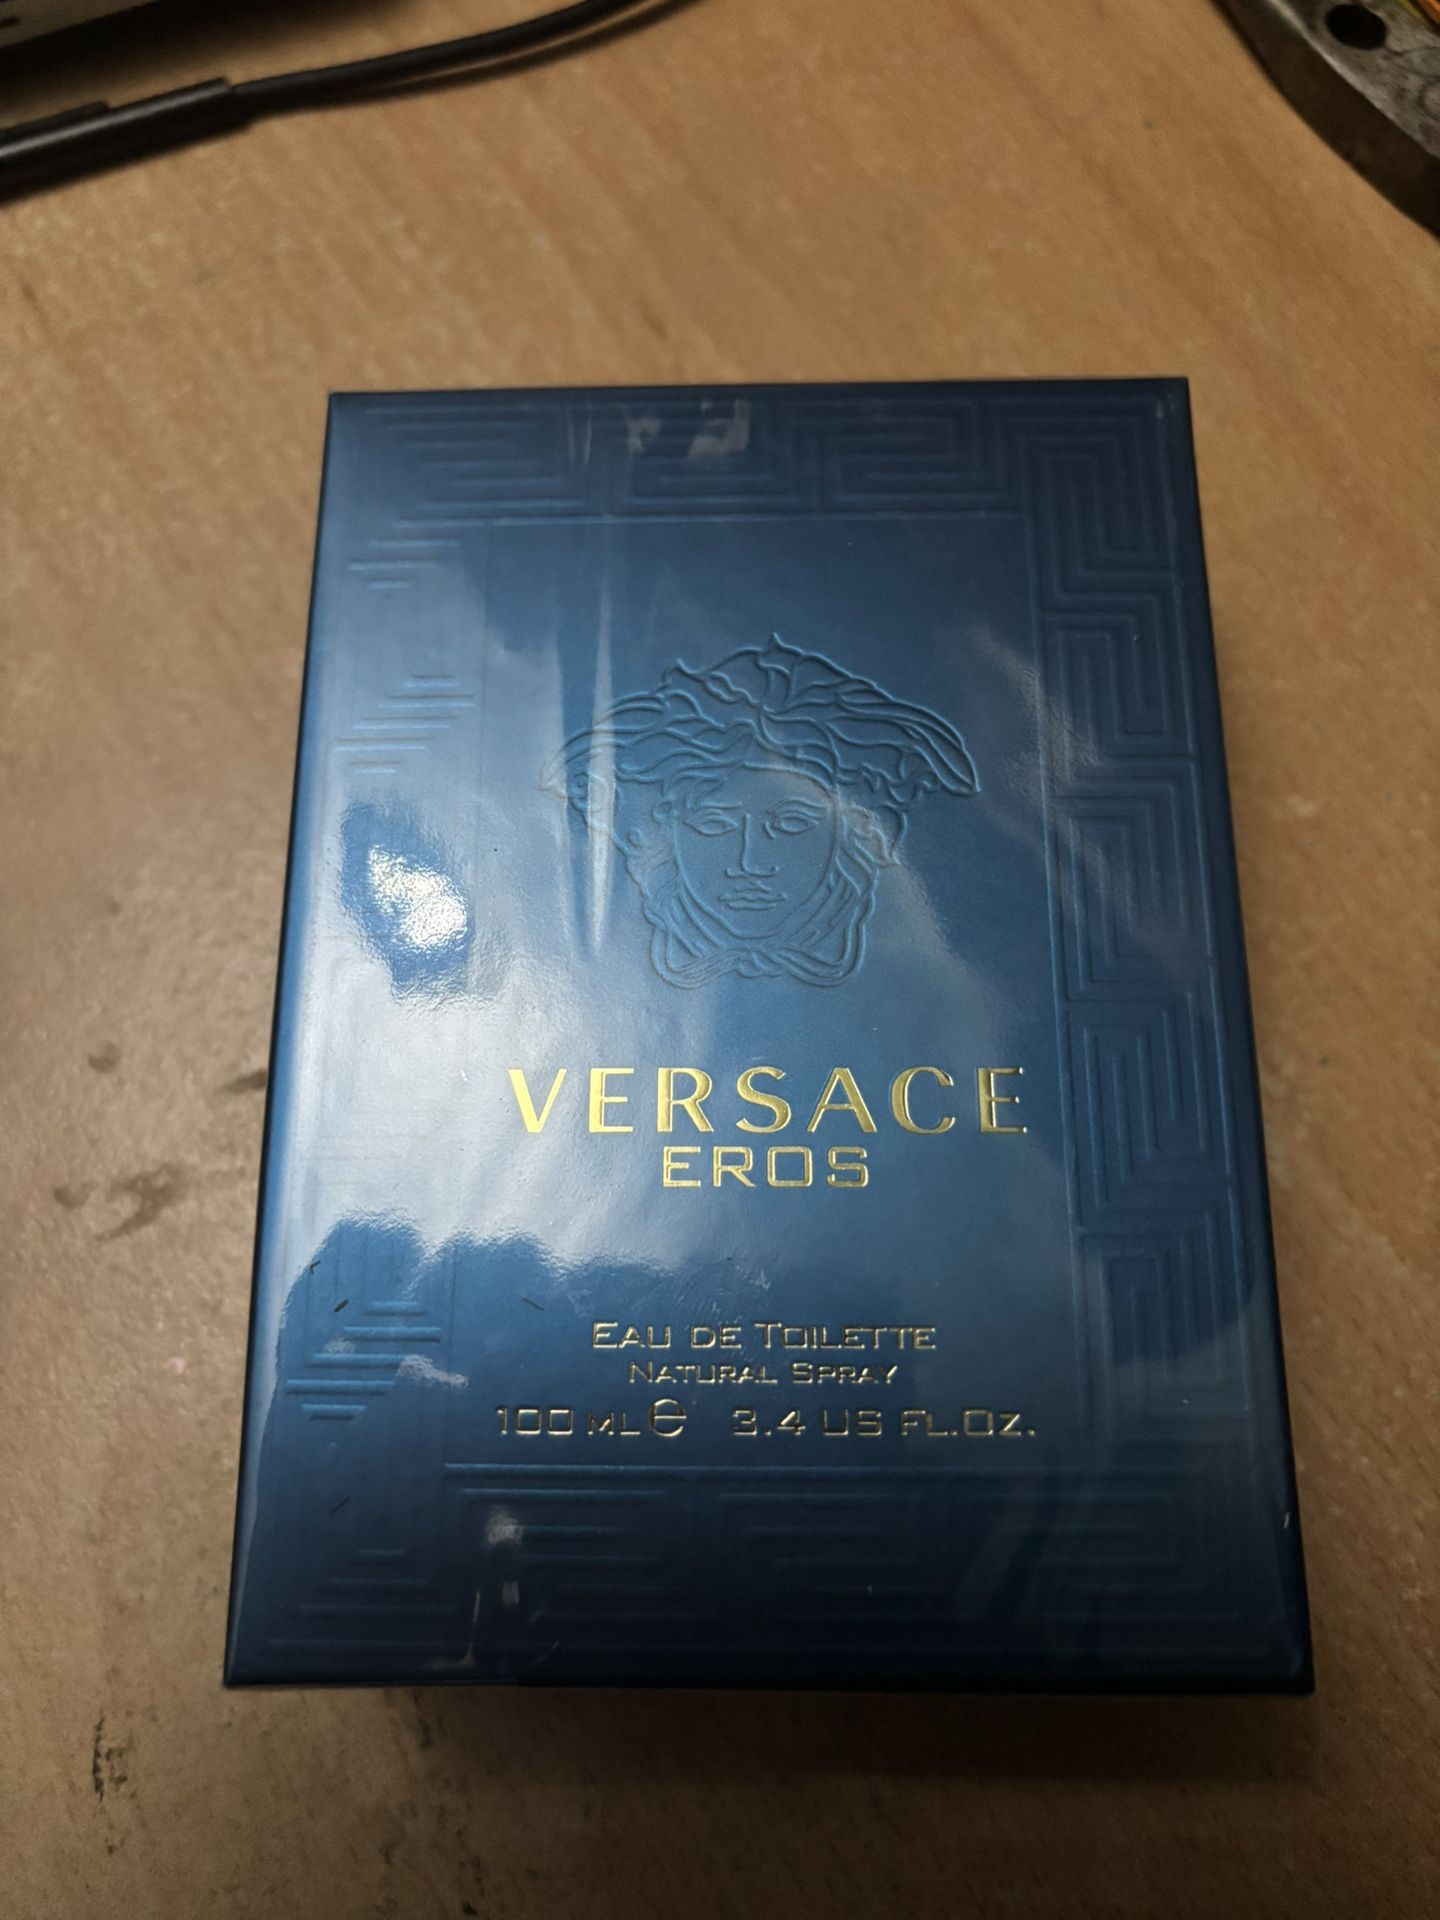 VERSACE
EROS
EAU DE TOILETTE
NATURAL SPRAY
100 ML ℮ 3.4 US FL.OZ.